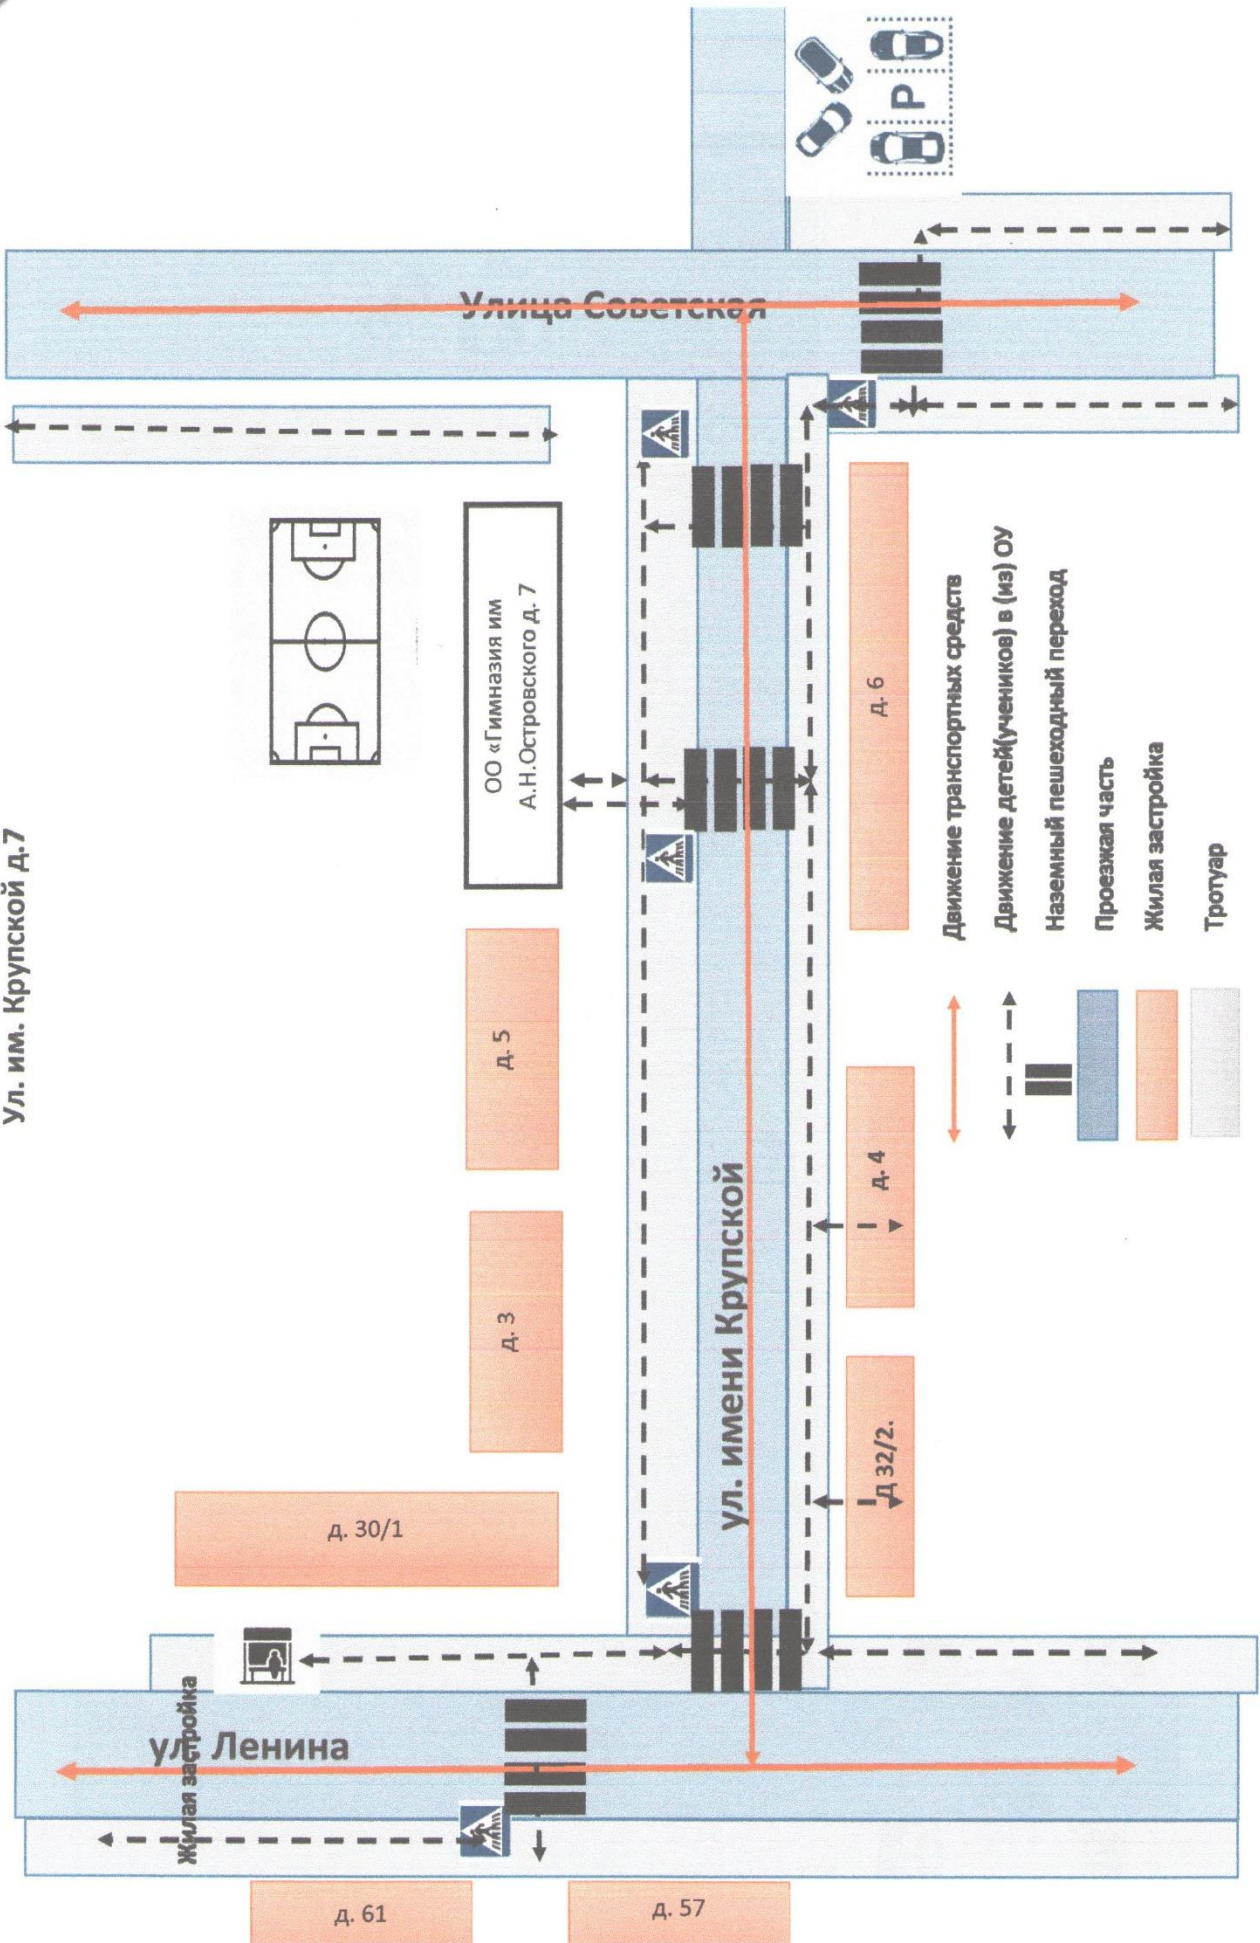 Ул. им. Крупской д.7
Улица Советская
P
ОО «Гимназия им
А.Н.Островского д. 7
д. 6
д. 5
д. 3
д. 30/1
ул. имени Крупской
д. 4
Д 32/2.
ул. Ленина
Жилая застройка
д. 61
д. 57
Движение транспортных средств
Движение детей(учеников) в (из) ОУ
Наземный пешеходный переход
Проезжая часть
Жилая застройка
Тротуар